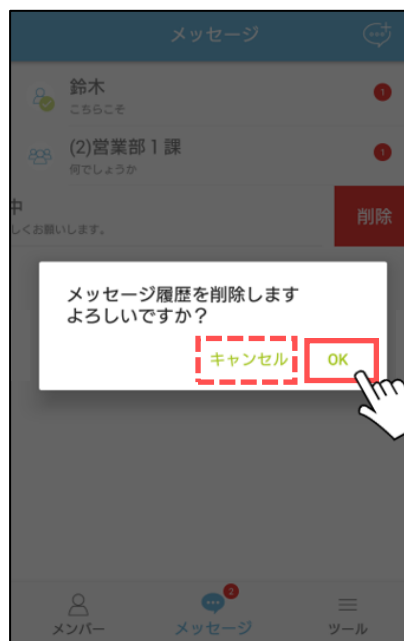 メッセージ
鈴木
こちらこそ
1
(2)営業部1課
何でしょうか
1
中
しくお願いします。
削除
メッセージ履歴を削除します
よろしいですか？
キャンセル
OK
2
メンバー
メッセージ
ツール